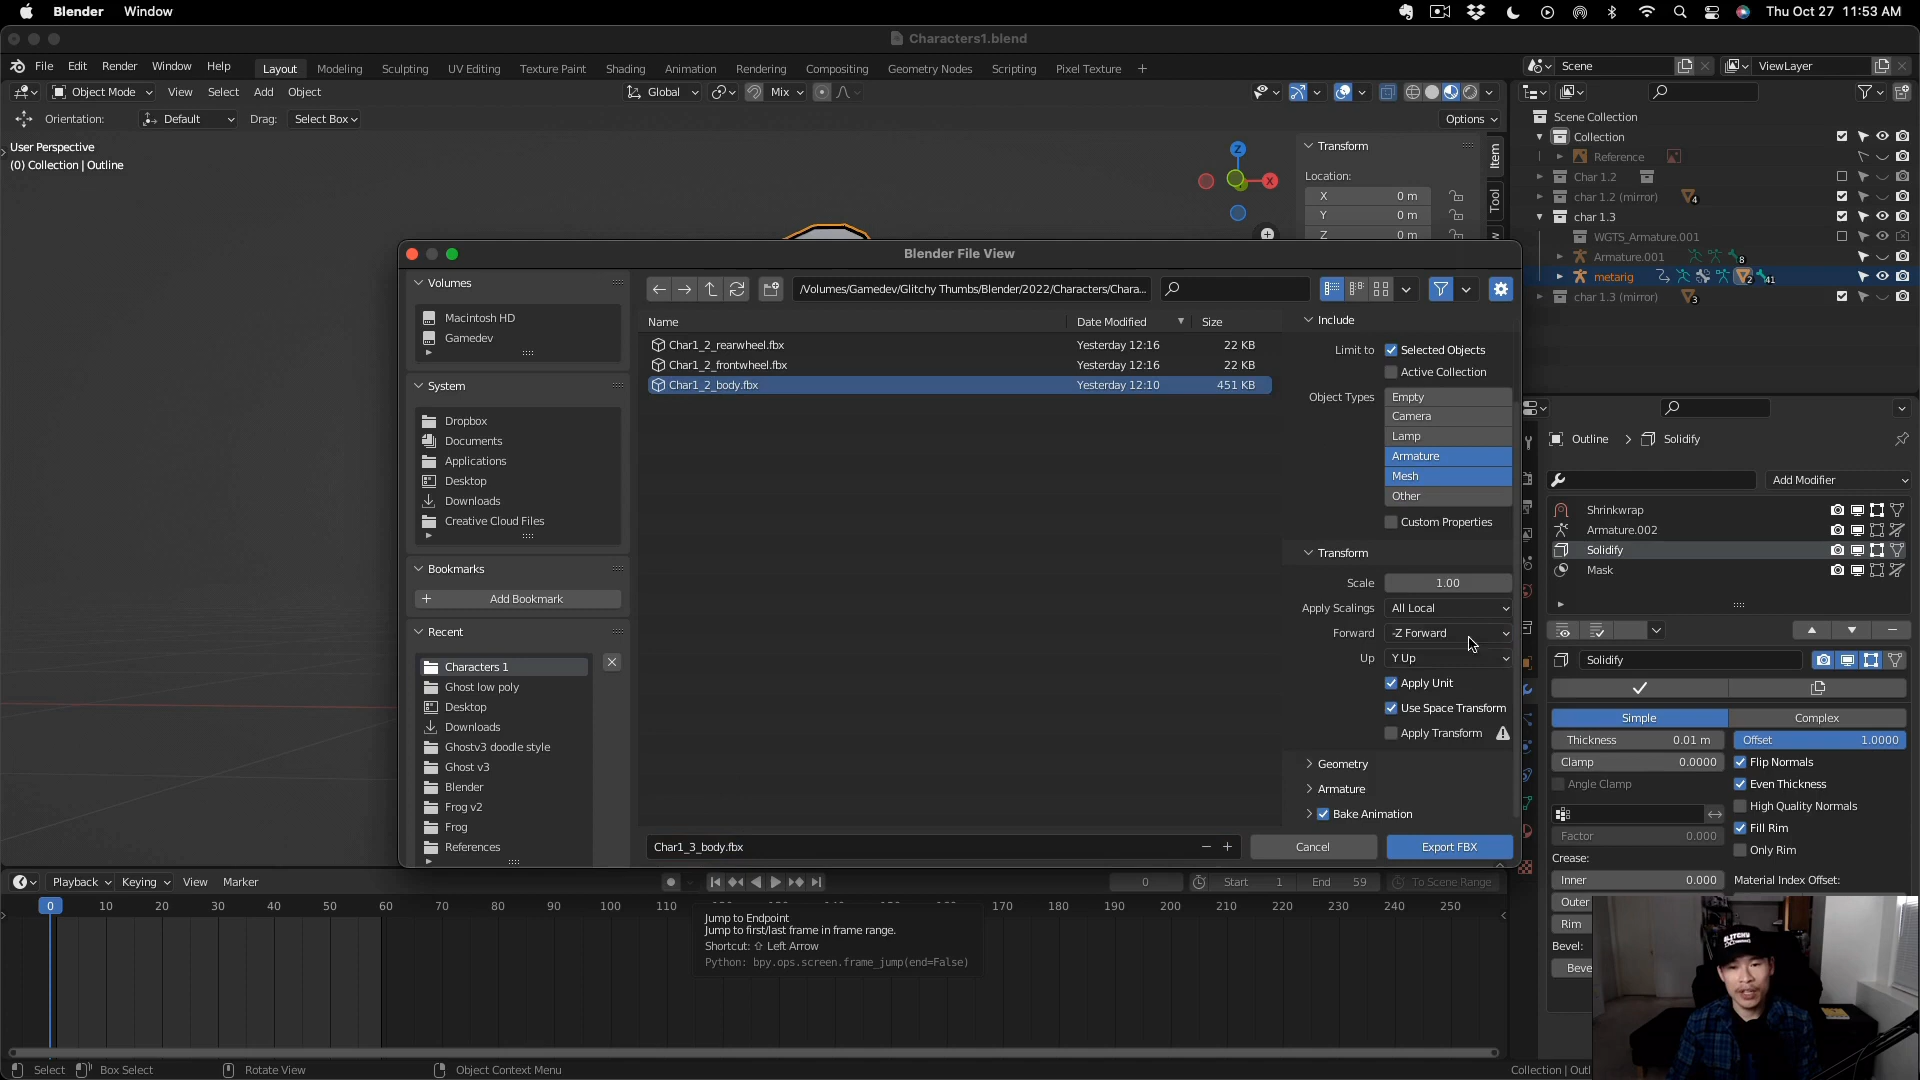 Blender Window
Thu Oct 27 11:53 AM
Characters1.blend
File Edit Render Window Help
Layout Modeling Sculpting UV Editing Texture Paint Shading Animation Rendering Compositing Geometry Nodes Scripting Pixel Texture +
Scene
ViewLayer
Object Mode View Select Add Object
Global
Mix
Orientation: Default Drag: Select Box
Options
User Perspective
(0) Collection | Outline
Z
X
Transform
Location:
X 0 m
Y 0 m
Z 0 m
Item
Tool
Scene Collection
Collection
Reference
Char 1.2
char 1.2 (mirror) 4
char 1.3
WGTS_Armature.001
Armature.001 8
metarig 2 41
char 1.3 (mirror) 3
Blender File View
Volumes
Macintosh HD
Gamedev
System
Dropbox
Documents
Applications
Desktop
Downloads
Creative Cloud Files
Bookmarks
+ Add Bookmark
Recent
Characters 1
Ghost low poly
Desktop
Downloads
Ghostv3 doodle style
Ghost v3
Blender
Frog v2
Frog
References
/Volumes/Gamedev/Glitchy Thumbs/Blender/2022/Characters/Chara...
Name Date Modified Size
Char1_2_rearwheel.fbx Yesterday 12:16 22 KB
Char1_2_frontwheel.fbx Yesterday 12:16 22 KB
Char1_2_body.fbx Yesterday 12:10 451 KB
Include
Limit to Selected Objects
Active Collection
Object Types Empty
Camera
Lamp
Armature
Mesh
Other
Custom Properties
Transform
Scale 1.00
Apply Scalings All Local
Forward -Z Forward
Up Y Up
Apply Unit
Use Space Transform
Apply Transform
Geometry
Armature
Bake Animation
Char1_3_body.fbx
Cancel
Export FBX
Outline > Solidify
Add Modifier
Shrinkwrap
Armature.002
Solidify
Mask
Solidify
Simple Complex
Thickness 0.01 m Offset 1.0000
Clamp 0.0000 Flip Normals
Angle Clamp Even Thickness
High Quality Normals
Factor 0.000 Fill Rim
Only Rim
Crease:
Inner 0.000 Material Index Offset:
Outer
Rim
Bevel:
Beve
Playback Keying View Marker
0 Start 1 End 59 To Scene Range
0 10 20 30 40 50 60 70 80 90 100 110 190 200 210 220 230 240 250
Jump to Endpoint
Jump to first/last frame in frame range.
Shortcut: ⇧ Left Arrow
Python: bpy.ops.screen.frame_jump(end=False)
Select Box Select Rotate View Object Context Menu
Collection | Outl
GLITCHY